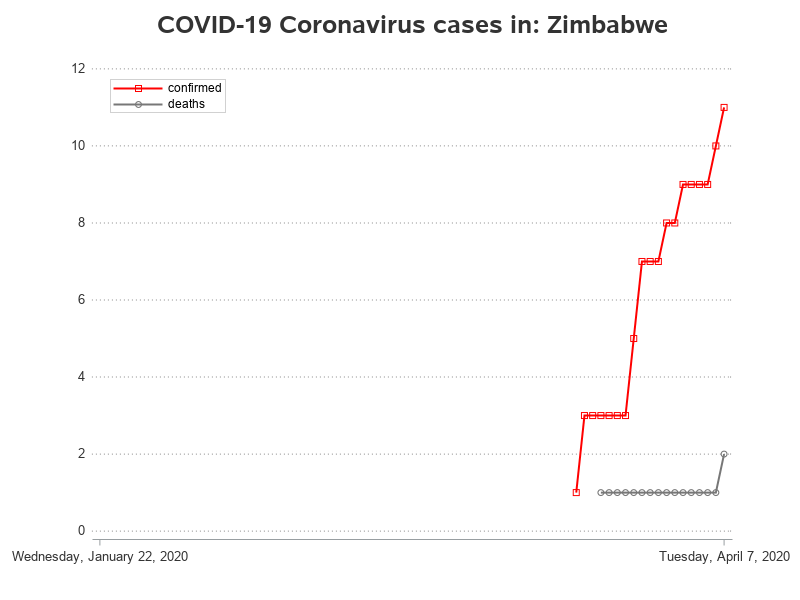 COVID-19 Coronavirus cases in: Zimbabwe
12
confirmed
deaths
10
8
6
4
2
0
Wednesday, January 22, 2020
Tuesday, April 7, 2020